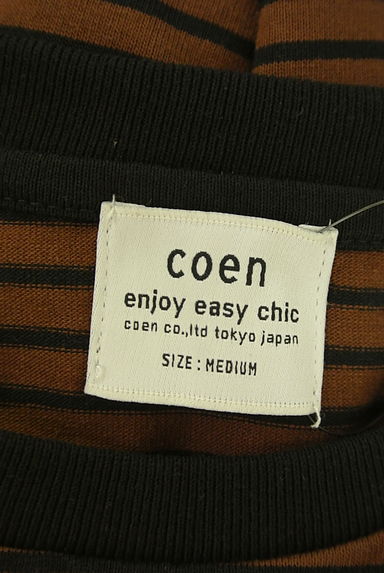 coen
enjoy easy chic
coen co.,ltd tokyo japan
SIZE : MEDIUM